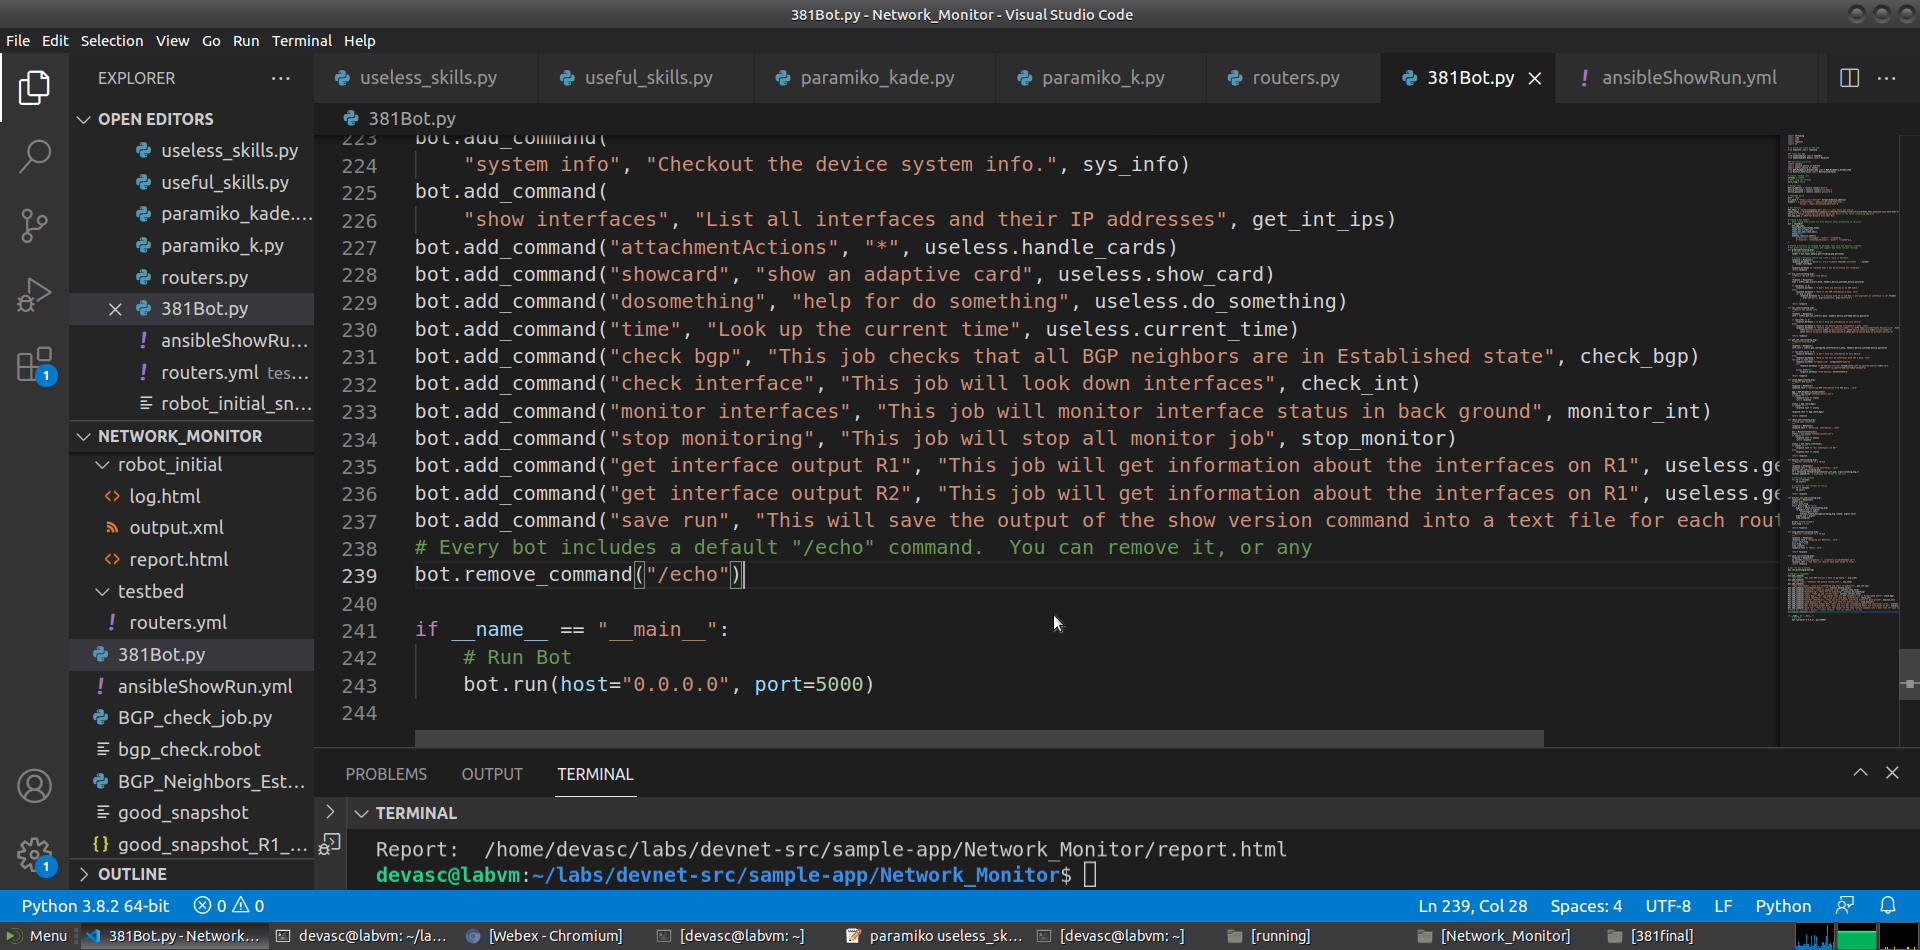 381Bot.py - Network_Monitor - Visual Studio Code
File Edit Selection View Go Run Terminal Help
EXPLORER ···
useless_skills.py useful_skills.py paramiko_kade.py paramiko_k.py routers.py 381Bot.py ! ansibleShowRun.yml ···
OPEN EDITORS
useless_skills.py
useful_skills.py
paramiko_kade....
paramiko_k.py
routers.py
381Bot.py
! ansibleShowRu...
! routers.yml tes...
robot_initial_sn...
NETWORK_MONITOR
robot_initial
log.html
output.xml
report.html
testbed
! routers.yml
381Bot.py
! ansibleShowRun.yml
BGP_check_job.py
bgp_check.robot
BGP_Neighbors_Est...
good_snapshot
{} good_snapshot_R1_...
OUTLINE
1
1
381Bot.py
223 bot.add_command(
224 "system info", "Checkout the device system info.", sys_info)
225 bot.add_command(
226 "show interfaces", "List all interfaces and their IP addresses", get_int_ips)
227 bot.add_command("attachmentActions", "*", useless.handle_cards)
228 bot.add_command("showcard", "show an adaptive card", useless.show_card)
229 bot.add_command("dosomething", "help for do something", useless.do_something)
230 bot.add_command("time", "Look up the current time", useless.current_time)
231 bot.add_command("check bgp", "This job checks that all BGP neighbors are in Established state", check_bgp)
232 bot.add_command("check interface", "This job will look down interfaces", check_int)
233 bot.add_command("monitor interfaces", "This job will monitor interface status in back ground", monitor_int)
234 bot.add_command("stop monitoring", "This job will stop all monitor job", stop_monitor)
235 bot.add_command("get interface output R1", "This job will get information about the interfaces on R1", useless.ge
236 bot.add_command("get interface output R2", "This job will get information about the interfaces on R1", useless.ge
237 bot.add_command("save run", "This will save the output of the show version command into a text file for each rout
238 # Every bot includes a default "/echo" command.  You can remove it, or any
239 bot.remove_command("/echo")
240
241 if __name__ == "__main__":
242 # Run Bot
243 bot.run(host="0.0.0.0", port=5000)
244
PROBLEMS OUTPUT TERMINAL
TERMINAL
Report:  /home/devasc/labs/devnet-src/sample-app/Network_Monitor/report.html
devasc@labvm:~/labs/devnet-src/sample-app/Network_Monitor$
Python 3.8.2 64-bit 0 0 Ln 239, Col 28 Spaces: 4 UTF-8 LF Python
Menu 381Bot.py - Network... devasc@labvm: ~/la... [Webex - Chromium] [devasc@labvm: ~] paramiko useless_sk... [devasc@labvm: ~] [running] [Network_Monitor] [381final]